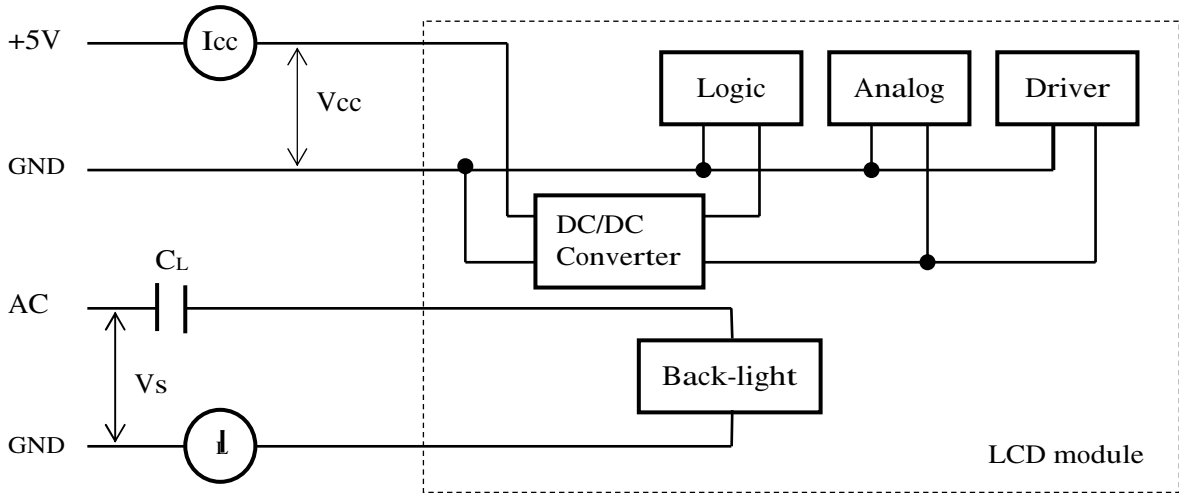 +5V
Icc
Vcc
Logic
Analog
Driver
GND
DC/DC
Converter
CL
AC
Vs
Back-light
GND
IL
LCD module